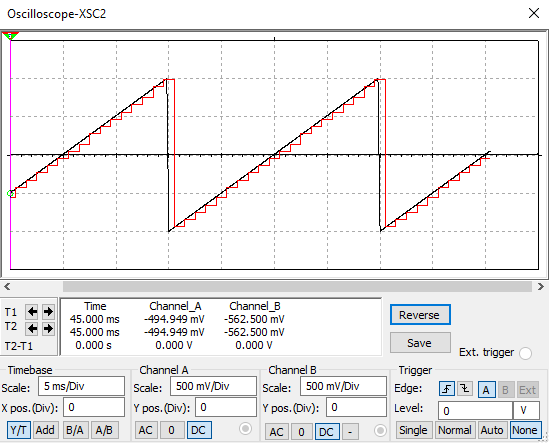 Oscilloscope-XSC2
T1
T2
T2-T1
Time Channel_A Channel_B
45.000 ms -494.949 mV -562.500 mV
45.000 ms -494.949 mV -562.500 mV
0.000 s 0.000 V 0.000 V
Reverse
Save
Ext. trigger
Timebase
Scale: 5 ms/Div
X pos.(Div): 0
Y/T Add B/A A/B
Channel A
Scale: 500 mV/Div
Y pos.(Div): 0
AC 0 DC
Channel B
Scale: 500 mV/Div
Y pos.(Div): 0
AC 0 DC -
Trigger
Edge: A B Ext
Level: 0 V
Single Normal Auto None